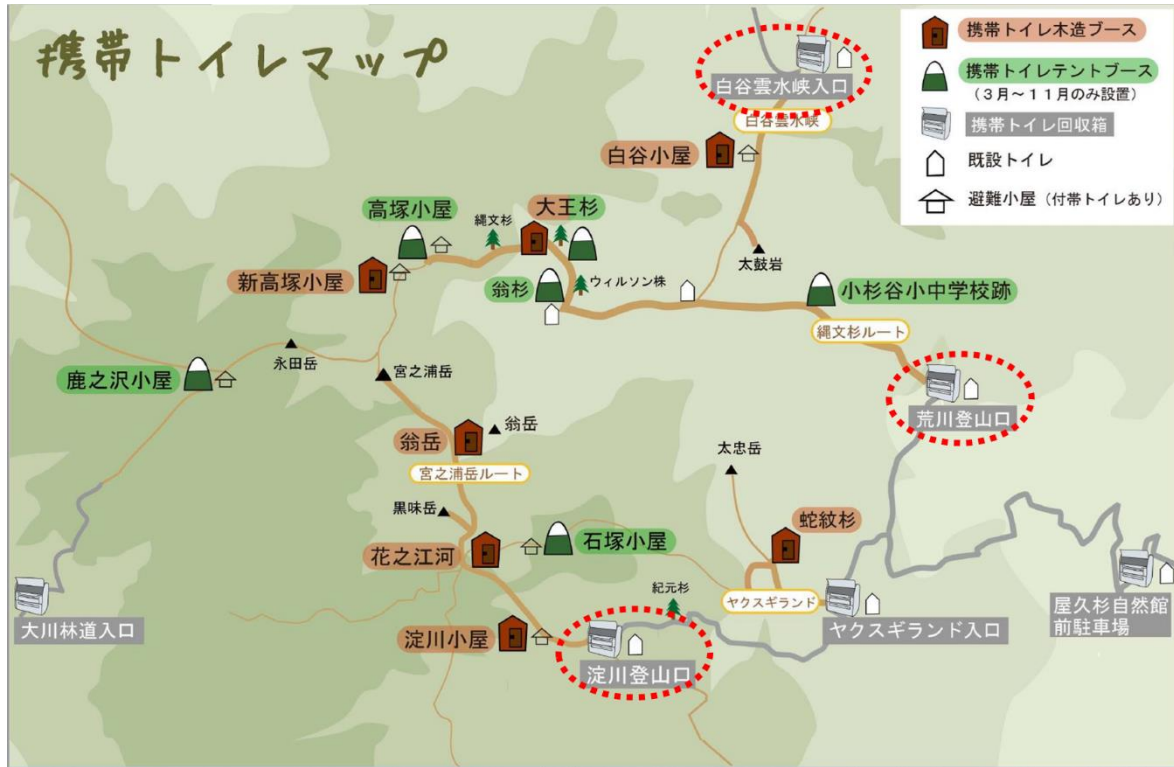 携帯トイレマップ
携帯トイレ木造ブース
携帯トイレテントブース
（３月～１１月のみ設置）
携帯トイレ回収箱
既設トイレ
避難小屋（付帯トイレあり）
白谷雲水峡入口
白谷雲水峡
白谷小屋
高塚小屋
縄文杉
大王杉
太鼓岩
新高塚小屋
翁杉
ウィルソン株
小杉谷小中学校跡
縄文杉ルート
永田岳
鹿之沢小屋
宮之浦岳
荒川登山口
翁岳
翁岳
宮之浦岳ルート
太忠岳
黒味岳
蛇紋杉
花之江河
石塚小屋
紀元杉
ヤクスギランド
大川林道入口
ヤクスギランド入口
屋久杉自然館
前駐車場
淀川小屋
淀川登山口